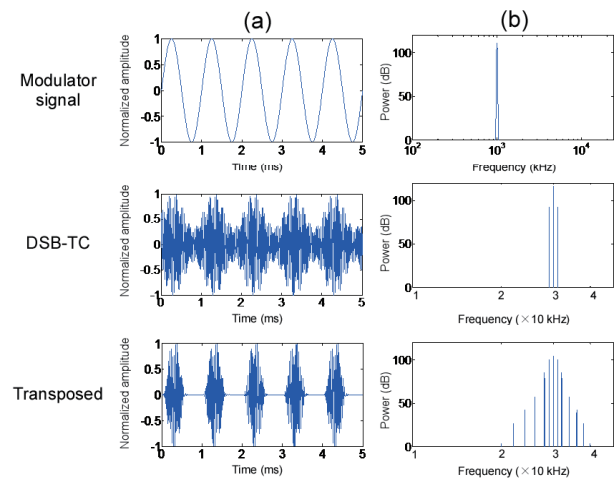 (a) (b)
Modulator
signal
Normalized amplitude
1
0.5
0
-0.5
-1
0 1 2 3 4 5
Time (ms)
Power (dB)
100
50
0
10² 10³ 10⁴
Frequency (kHz)
DSB-TC
Normalized amplitude
1
0.5
0
-0.5
-1
0 1 2 3 4 5
Time (ms)
Power (dB)
100
50
0
1 2 3 4
Frequency (×10 kHz)
Transposed
Normalized amplitude
1
0.5
0
-0.5
-1
0 1 2 3 4 5
Time (ms)
Power (dB)
100
50
0
1 2 3 4
Frequency (×10 kHz)